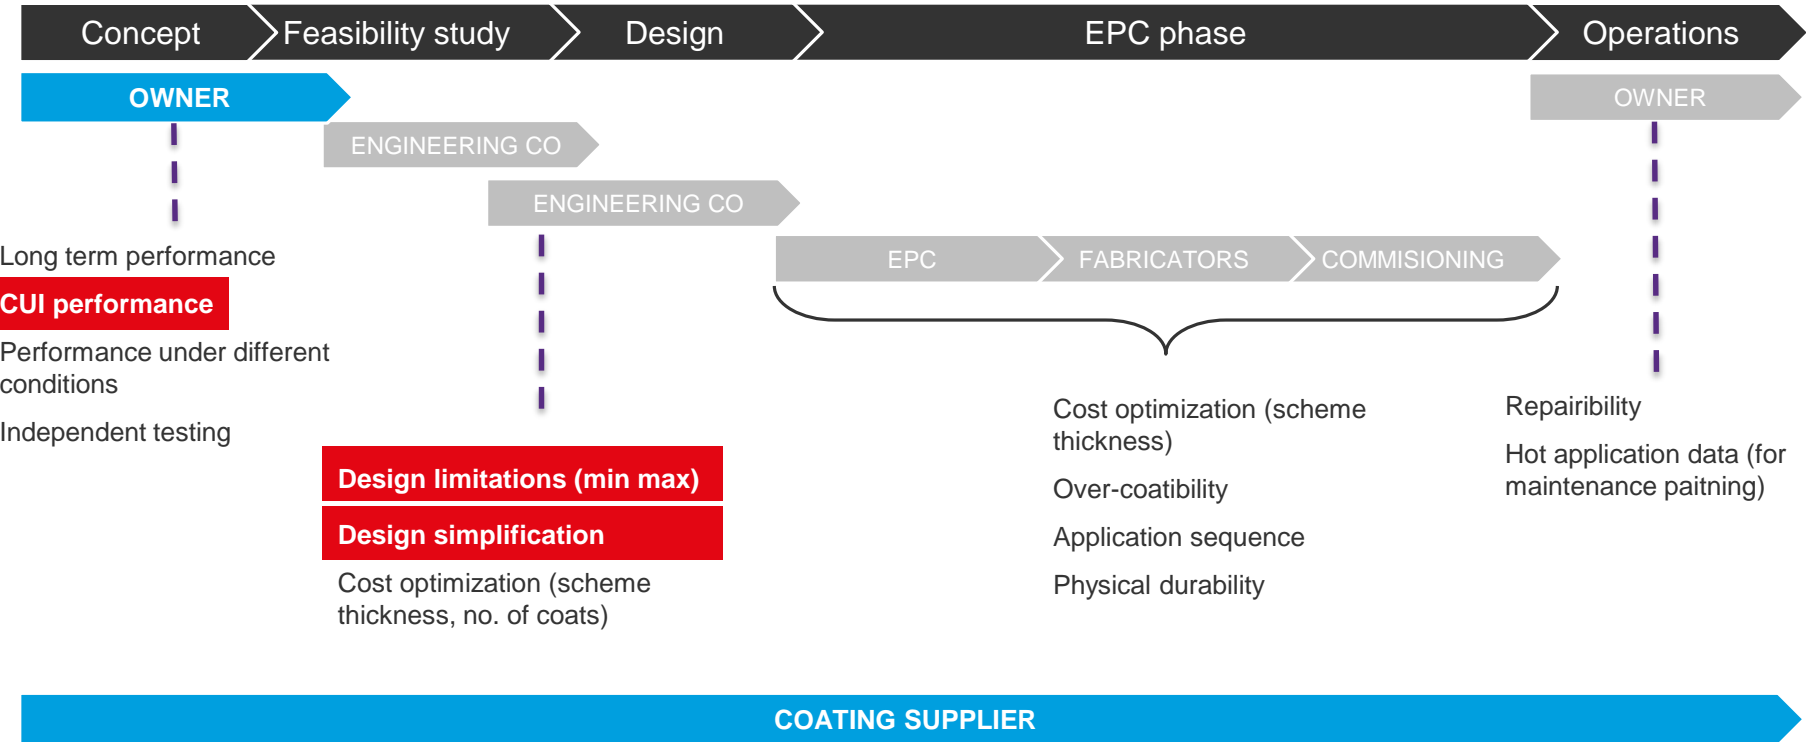 Concept
Feasibility study
Design
EPC phase
Operations
OWNER
OWNER
ENGINEERING CO
ENGINEERING CO
EPC
FABRICATORS
COMMISIONING
Long term performance
CUI performance
Performance under different
conditions
Independent testing
Design limitations (min max)
Design simplification
Cost optimization (scheme
thickness, no. of coats)
Cost optimization (scheme
thickness)
Over-coatibility
Application sequence
Physical durability
Repairibility
Hot application data (for
maintenance paitning)
COATING SUPPLIER